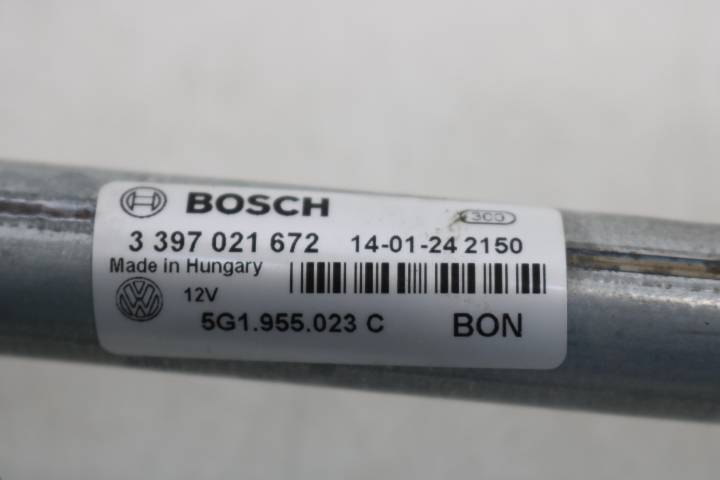 BOSCH
3 397 021 672 14-01-24 2150
Made in Hungary
12V
5G1.955.023 C BON